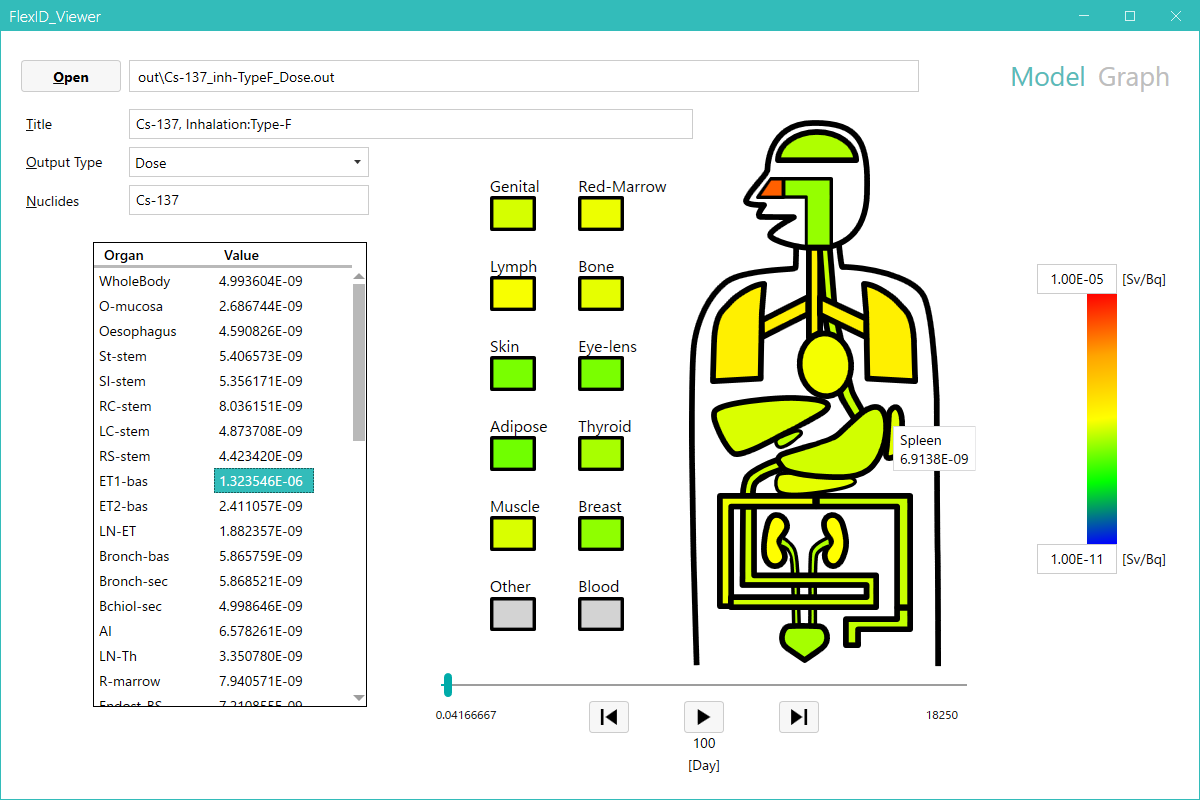 FlexID_Viewer
Open
out\Cs-137_inh-TypeF_Dose.out
Model Graph
Title
Cs-137, Inhalation:Type-F
Output Type
Dose
Nuclides
Cs-137
Organ Value
WholeBody 4.993604E-09
O-mucosa 2.686744E-09
Oesophagus 4.590826E-09
St-stem 5.406573E-09
SI-stem 5.356171E-09
RC-stem 8.036151E-09
LC-stem 4.873708E-09
RS-stem 4.423420E-09
ET1-bas 1.323546E-06
ET2-bas 2.411057E-09
LN-ET 1.882357E-09
Bronch-bas 5.865759E-09
Bronch-sec 5.868521E-09
Bchiol-sec 4.998646E-09
AI 6.578261E-09
LN-Th 3.350780E-09
R-marrow 7.940571E-09
Endost-BS 7.210855E-09
Genital Red-Marrow
Lymph Bone
Skin Eye-lens
Adipose Thyroid
Muscle Breast
Other Blood
Spleen
6.9138E-09
1.00E-05 [Sv/Bq]
1.00E-11 [Sv/Bq]
0.04166667
18250
100
[Day]